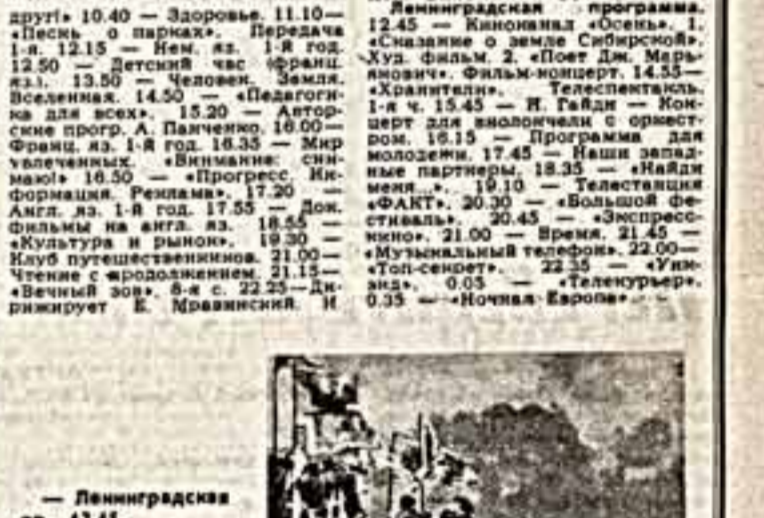 друг!» 10.40 — Здоровье. 11.10—
«Песнь о парках». Передача
1-я. 12.15 — Нем. яз. 1-й год.
12.50 — Детский час (франц.
яз.). 13.50 — Человек. Земля.
Вселенная. 14.50 — «Педагоги-
ка для всех». 15.20 — Автор-
ские прогр. А. Панченко. 16.00—
Франц. яз. 1-й год. 16.35 — Мир
увлеченных. «Внимание: сни-
маю!» 16.50 — «Прогресс. Ин-
формация. Реклама». 17.20 —
Англ. яз. 1-й год. 17.55 — Док.
фильмы на англ. яз. 18.55 —
«Культура и рынок». 19.30 —
Клуб путешественников. 21.00—
Чтение с продолжением. 21.15—
«Вечный зов». 8-я с. 22.25—Ди-
рижирует Е. Мравинский. И
Ленинградская программа.
12.45 — Киноканал «Осень». 1.
«Сказание о земле Сибирской».
Худ. фильм. 2. «Поет Дж. Марь-
янович». Фильм-концерт. 14.55—
«Хранители». Телеспектакль.
1-я ч. 15.45 — И. Гайдн — Кон-
церт для виолончели с оркест-
ром. 16.15 — Программа для
молодежи. 17.45 — Наши запад-
ные партнеры. 18.35 — «Найди
меня...». 19.10 — Телестанция
«ФАКТ». 20.30 — «Большой фе-
стиваль». 20.45 — «Экспресс-
кино». 21.00 — Время. 21.45 —
«Музыкальный телефон». 22.00—
«Топ-секрет». 22.35 — «Уик-
энд». 0.05 — «Телекурьер».
0.35 — «Ночная Европа».
— Ленинградская